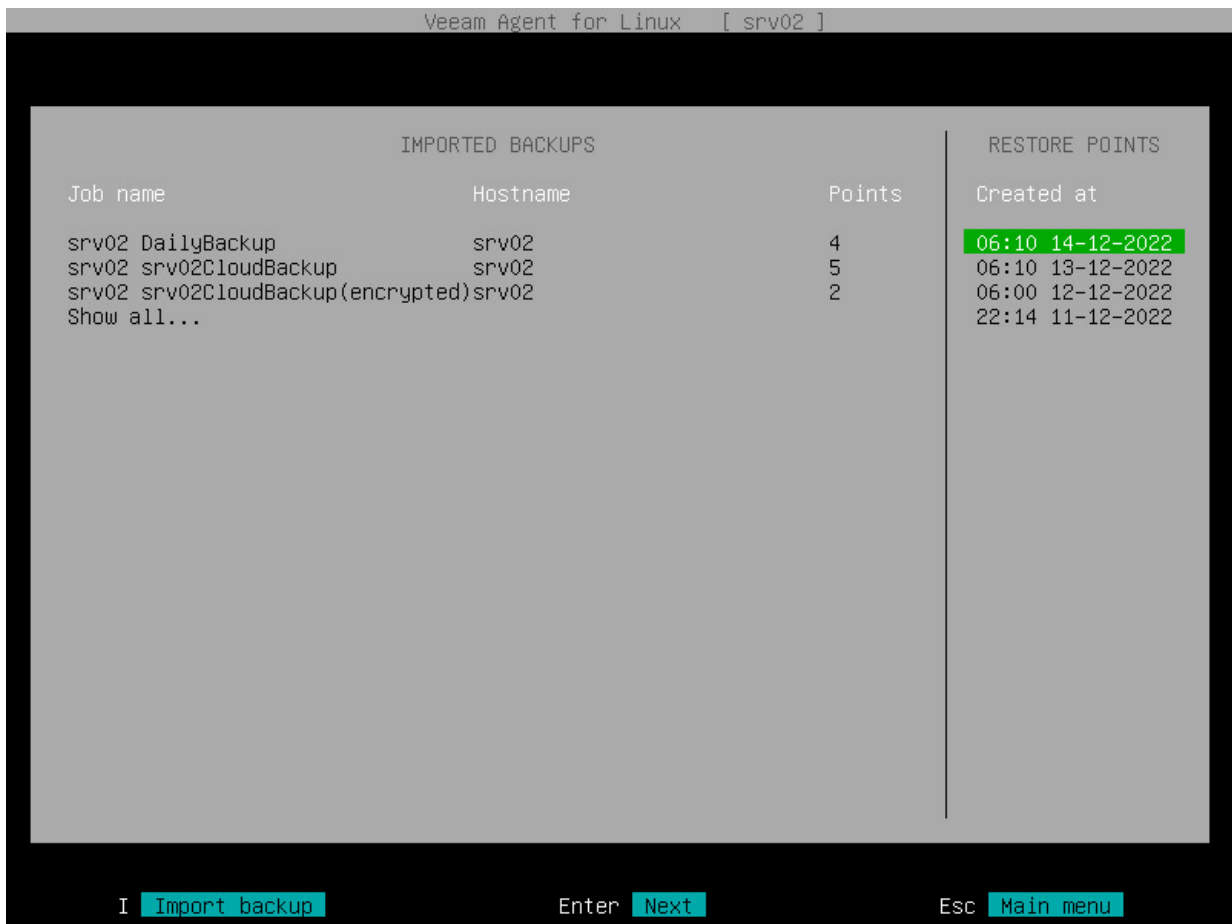 Veeam Agent for Linux   [ srv02 ]
IMPORTED BACKUPS
Job name Hostname Points
srv02 DailyBackup srv02 4
srv02 srv02CloudBackup srv02 5
srv02 srv02CloudBackup(encrypted)srv02 2
Show all...
RESTORE POINTS
Created at
06:10 14-12-2022
06:10 13-12-2022
06:00 12-12-2022
22:14 11-12-2022
I Import backup Enter Next Esc Main menu